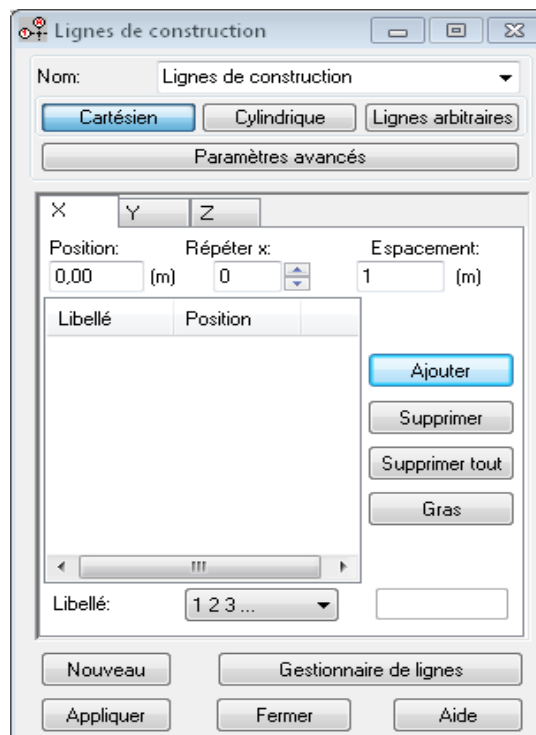 Lignes de construction
Nom: Lignes de construction
Cartésien Cylindrique Lignes arbitraires
Paramètres avancés
X Y Z
Position: Répéter x: Espacement:
0,00 (m) 0 1 (m)
Libellé Position
Ajouter
Supprimer
Supprimer tout
Gras
Libellé: 1 2 3 ...
Nouveau Gestionnaire de lignes
Appliquer Fermer Aide